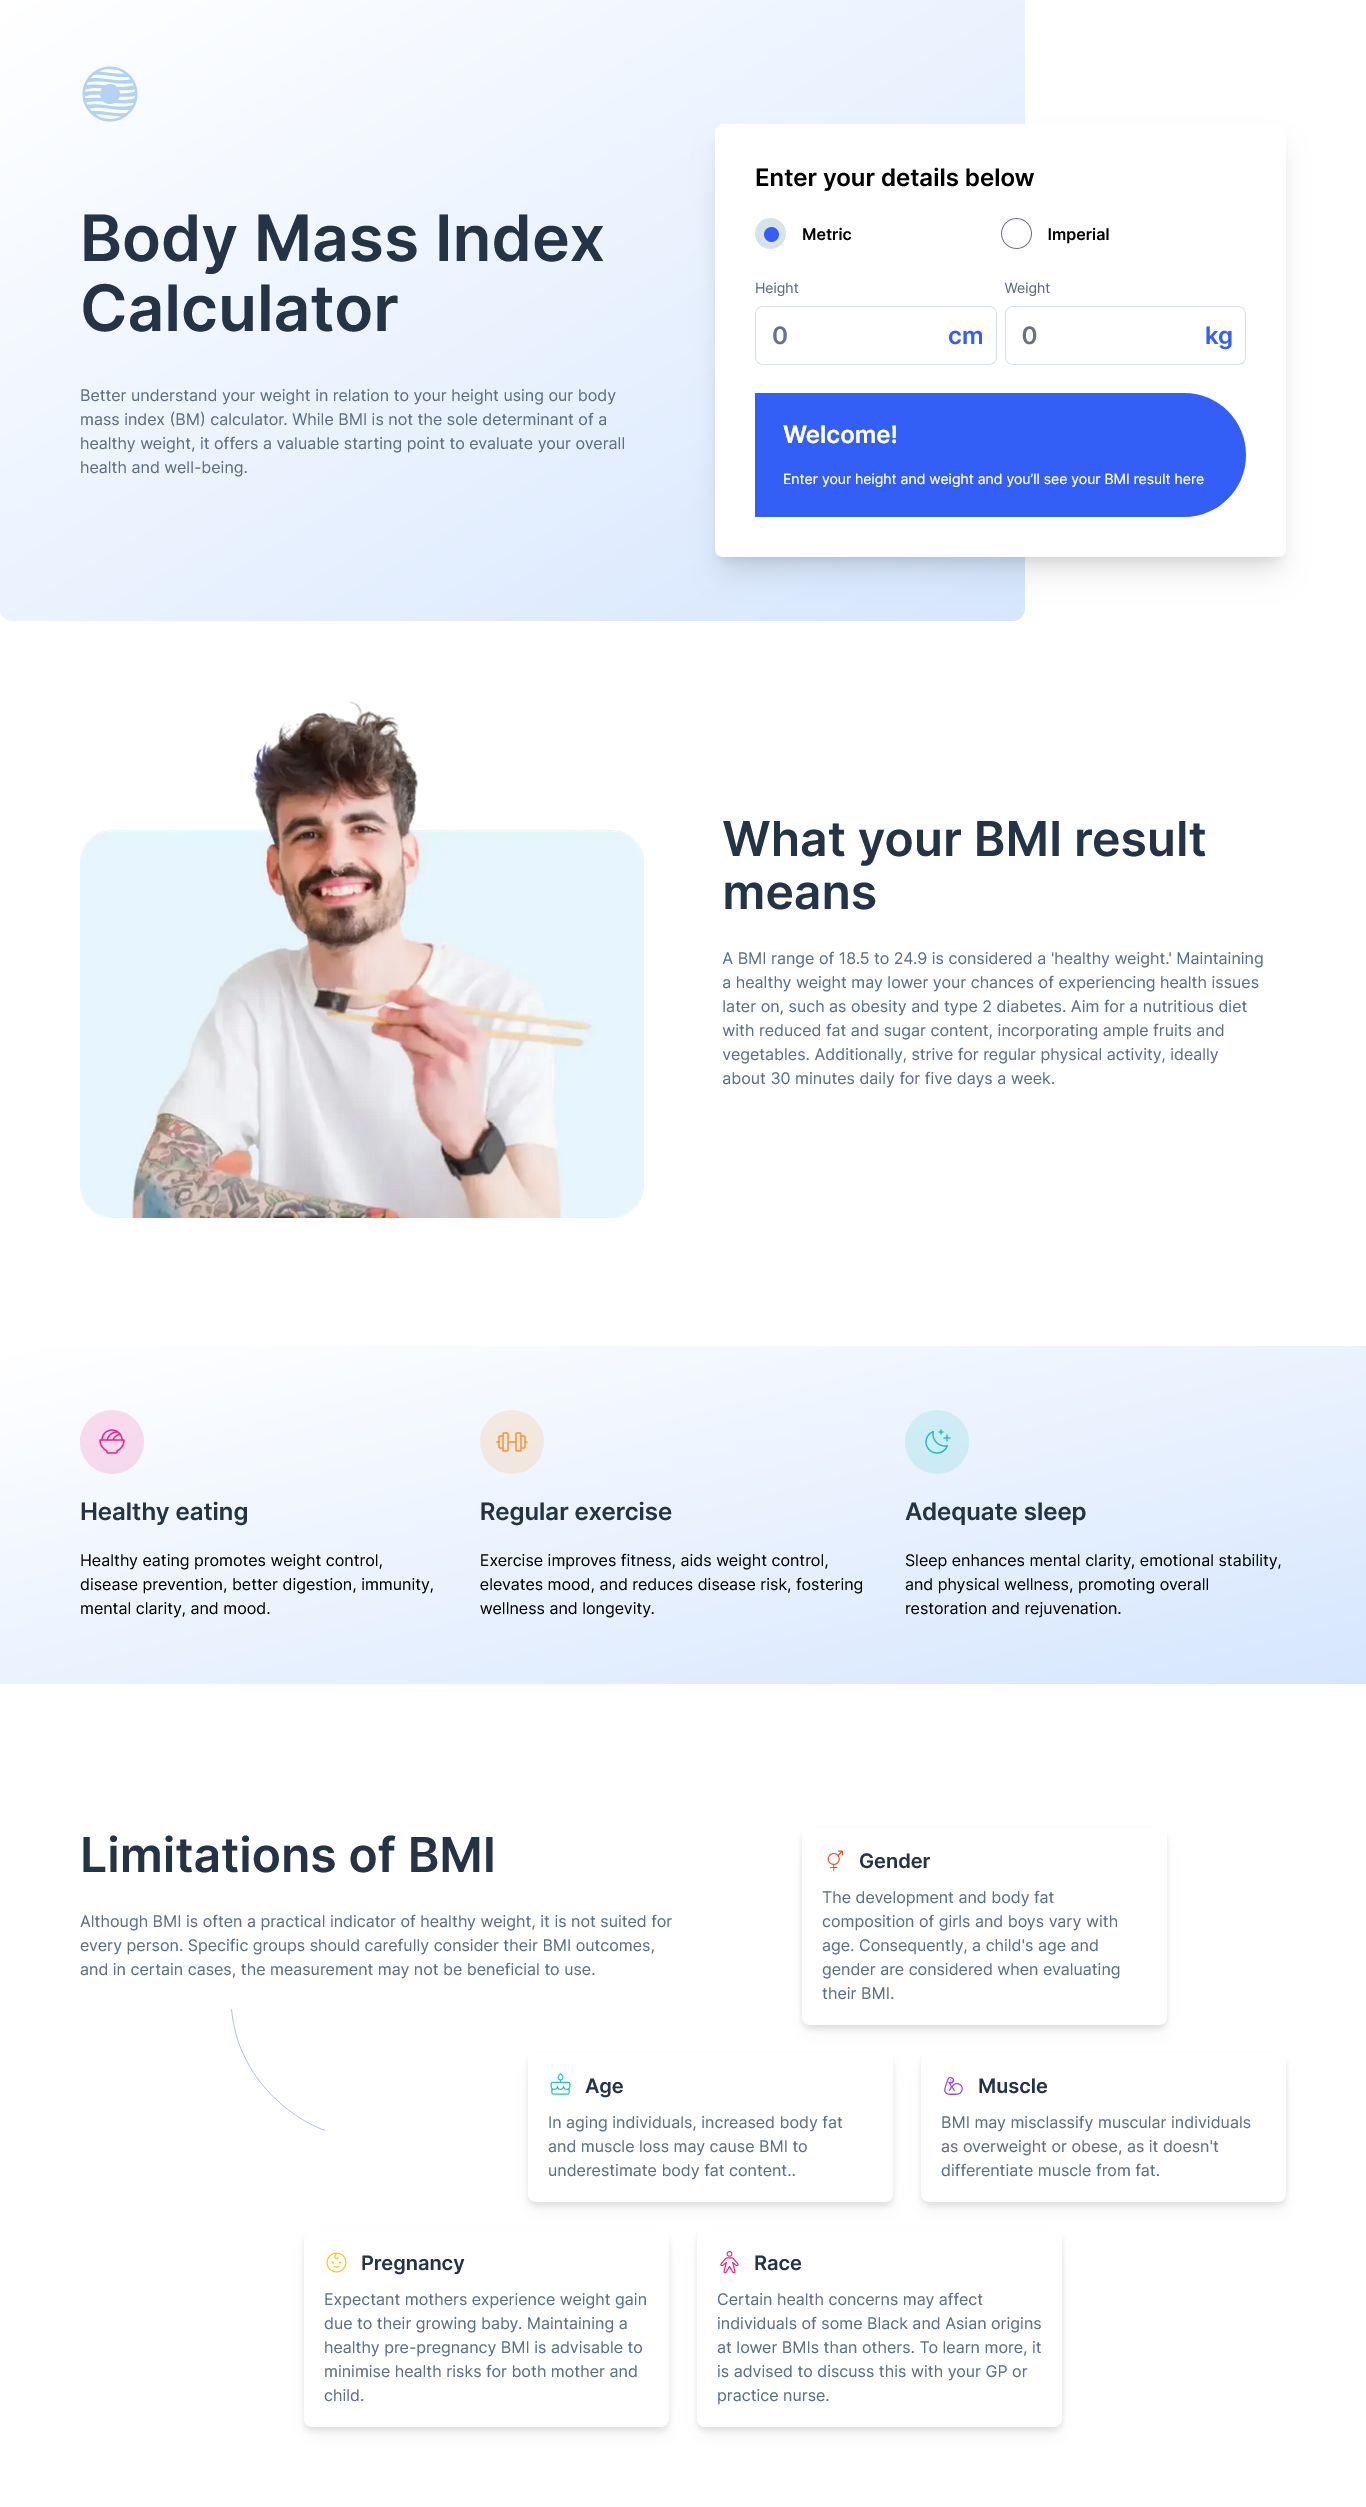 Body Mass Index
Calculator
Better understand your weight in relation to your height using our body
mass index (BM) calculator. While BMI is not the sole determinant of a
healthy weight, it offers a valuable starting point to evaluate your overall
health and well-being.
Enter your details below
Metric
Imperial
Height
Weight
0 cm
0 kg
Welcome!
Enter your height and weight and you'll see your BMI result here
What your BMI result
means
A BMI range of 18.5 to 24.9 is considered a 'healthy weight.' Maintaining
a healthy weight may lower your chances of experiencing health issues
later on, such as obesity and type 2 diabetes. Aim for a nutritious diet
with reduced fat and sugar content, incorporating ample fruits and
vegetables. Additionally, strive for regular physical activity, ideally
about 30 minutes daily for five days a week.
Healthy eating
Healthy eating promotes weight control,
disease prevention, better digestion, immunity,
mental clarity, and mood.
Regular exercise
Exercise improves fitness, aids weight control,
elevates mood, and reduces disease risk, fostering
wellness and longevity.
Adequate sleep
Sleep enhances mental clarity, emotional stability,
and physical wellness, promoting overall
restoration and rejuvenation.
Limitations of BMI
Although BMI is often a practical indicator of healthy weight, it is not suited for
every person. Specific groups should carefully consider their BMI outcomes,
and in certain cases, the measurement may not be beneficial to use.
Gender
The development and body fat
composition of girls and boys vary with
age. Consequently, a child's age and
gender are considered when evaluating
their BMI.
Age
In aging individuals, increased body fat
and muscle loss may cause BMI to
underestimate body fat content..
Muscle
BMI may misclassify muscular individuals
as overweight or obese, as it doesn't
differentiate muscle from fat.
Pregnancy
Expectant mothers experience weight gain
due to their growing baby. Maintaining a
healthy pre-pregnancy BMI is advisable to
minimise health risks for both mother and
child.
Race
Certain health concerns may affect
individuals of some Black and Asian origins
at lower BMIs than others. To learn more, it
is advised to discuss this with your GP or
practice nurse.